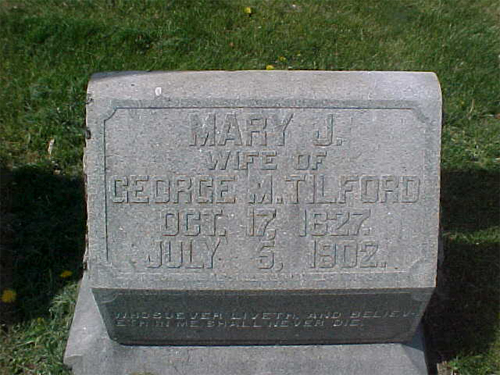 MARY J.
WIFE OF
GEORGE M. TILFORD
OCT. 17, 1827.
JULY 5, 1902.
WHOSOEVER LIVETH, AND BELIEV-
ETH IN ME, SHALL NEVER DIE.